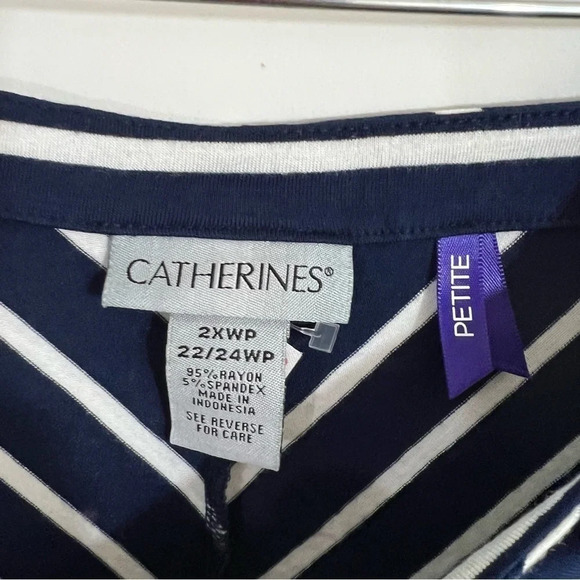 CATHERINES®
PETITE
2XWP
22/24WP
95% RAYON
5% SPANDEX
MADE IN
INDONESIA
SEE REVERSE
FOR CARE